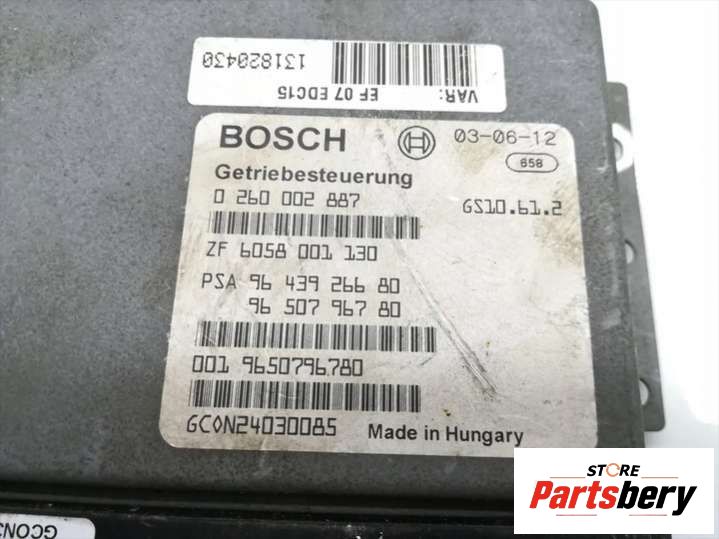 VAR: EF 07 EDC15
131820430
BOSCH
03-06-12
658
Getriebesteuerung
0 260 002 887
GS10.61.2
ZF 6058 001 130
PSA 96 439 266 80
96 507 967 80
001 9650796780
GCON24030085
Made in Hungary
GCON
STORE
Partsbery